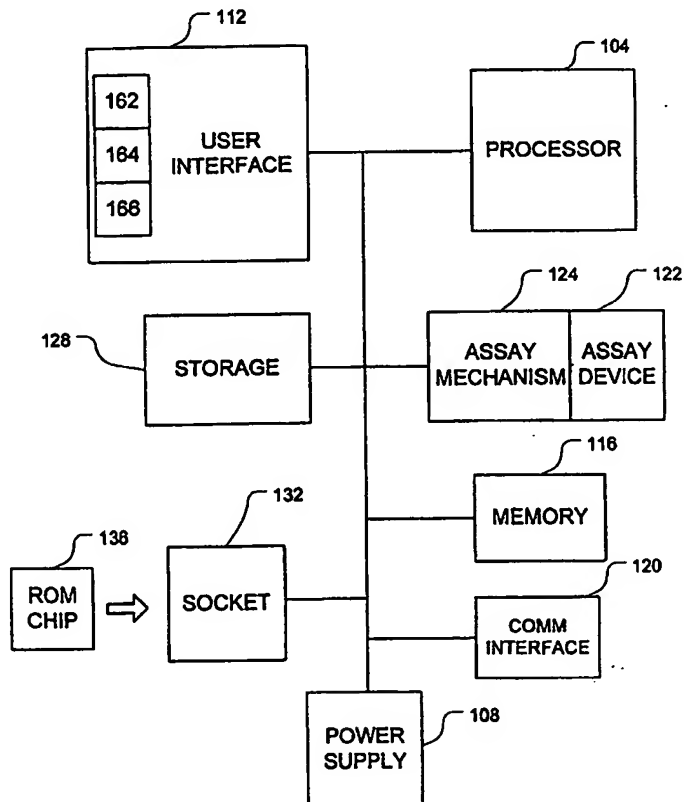 112
104
162
164
166
USER
INTERFACE
PROCESSOR
124
122
128
STORAGE
ASSAY
MECHANISM
ASSAY
DEVICE
116
MEMORY
132
138
ROM
CHIP
SOCKET
120
COMM
INTERFACE
POWER
SUPPLY
108